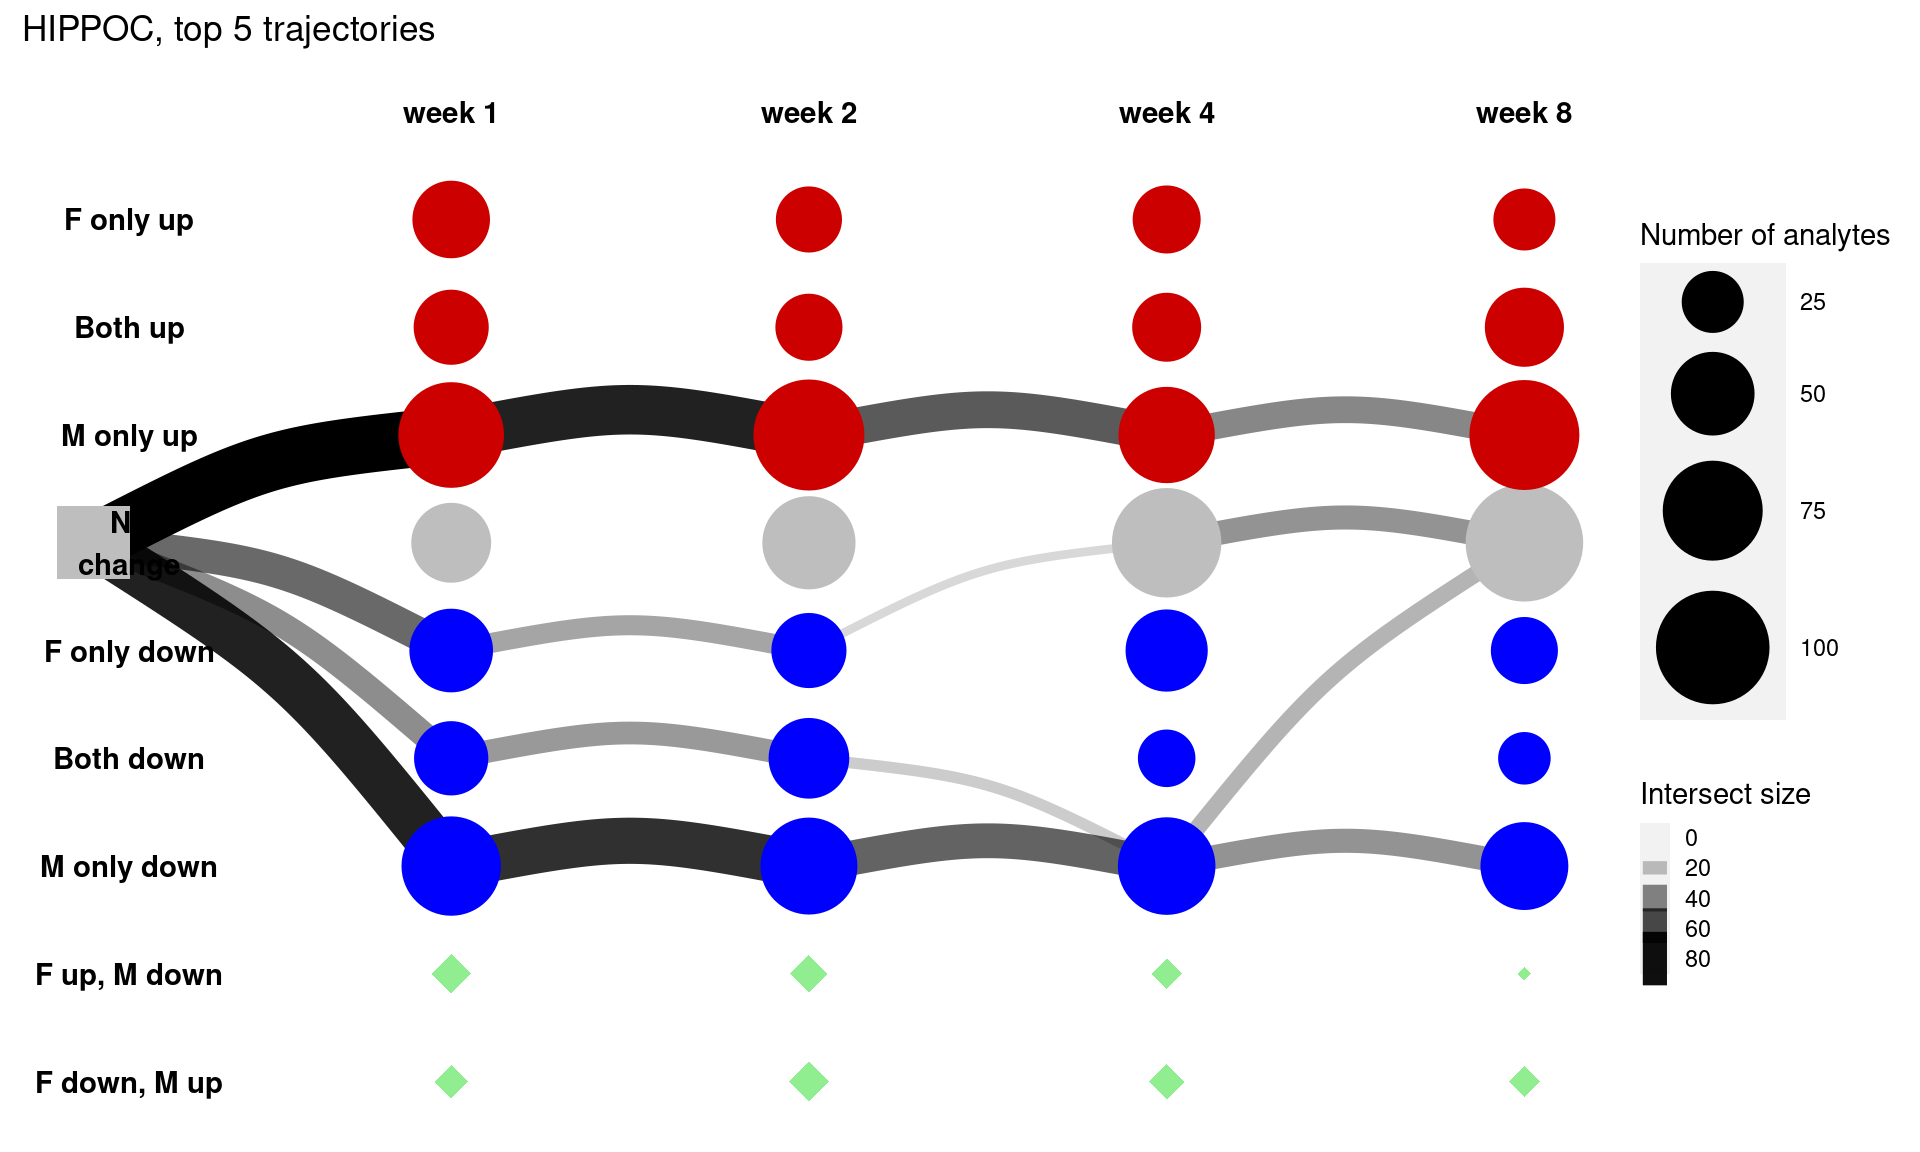 HIPPOC, top 5 trajectories
week 1 week 2 week 4 week 8
F only up
Both up
M only up
N
change
F only down
Both down
M only down
F up, M down
F down, M up
Number of analytes
25
50
75
100
Intersect size
0
20
40
60
80